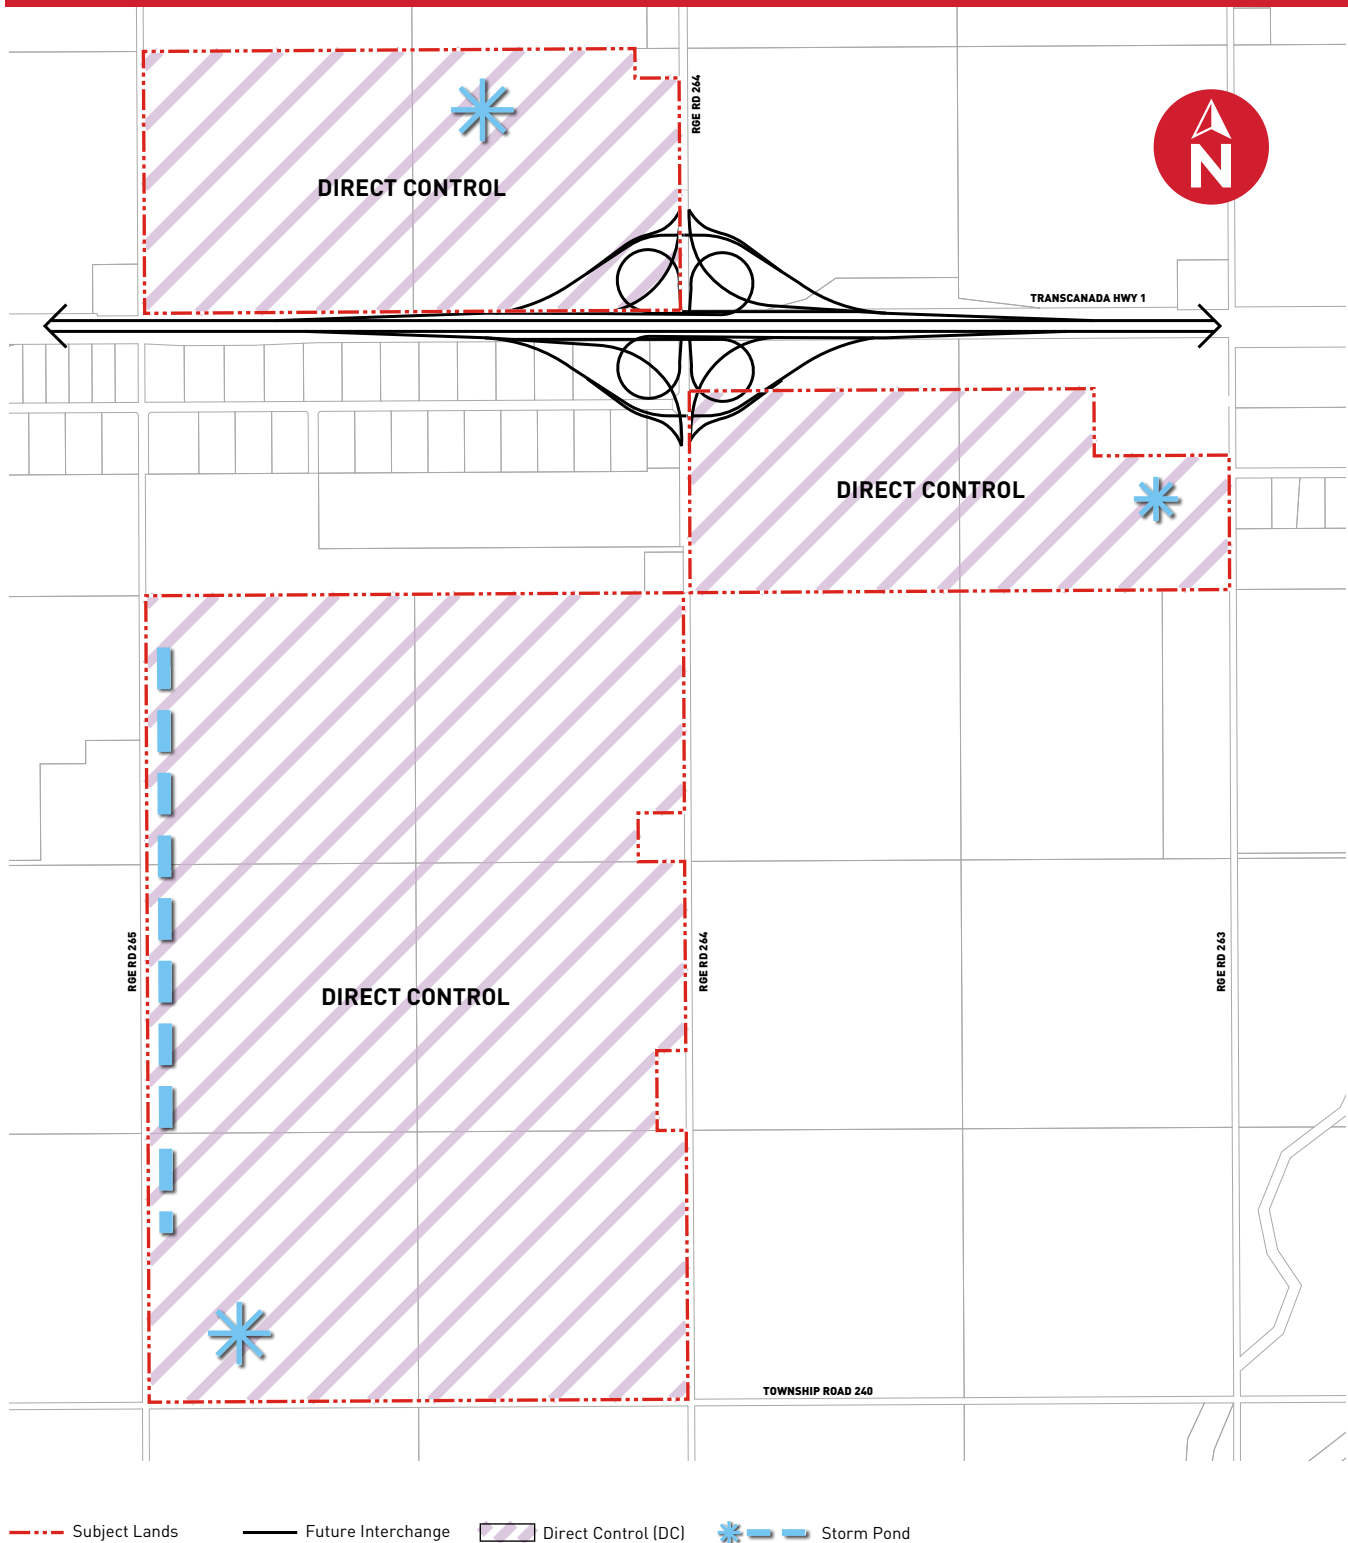 RGE RD 264
N
DIRECT CONTROL
TRANSCANADA HWY 1
DIRECT CONTROL
RGE RD 265
RGE RD 264
RGE RD 263
DIRECT CONTROL
TOWNSHIP ROAD 240
Subject Lands
Future Interchange
Direct Control (DC)
Storm Pond